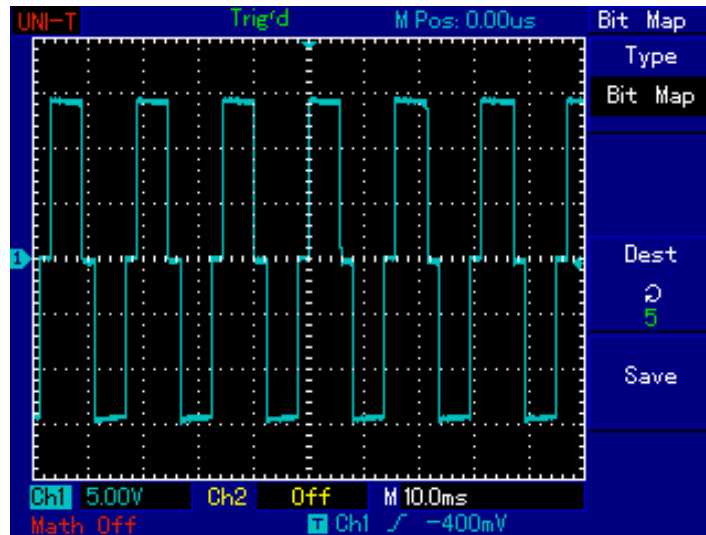 UNI-T Trig'd M Pos: 0.00us Bit Map
Type
Bit Map
1
Dest
5
Save
Ch1 5.00V Ch2 Off M 10.0ms
Math Off T Ch1 -400mV